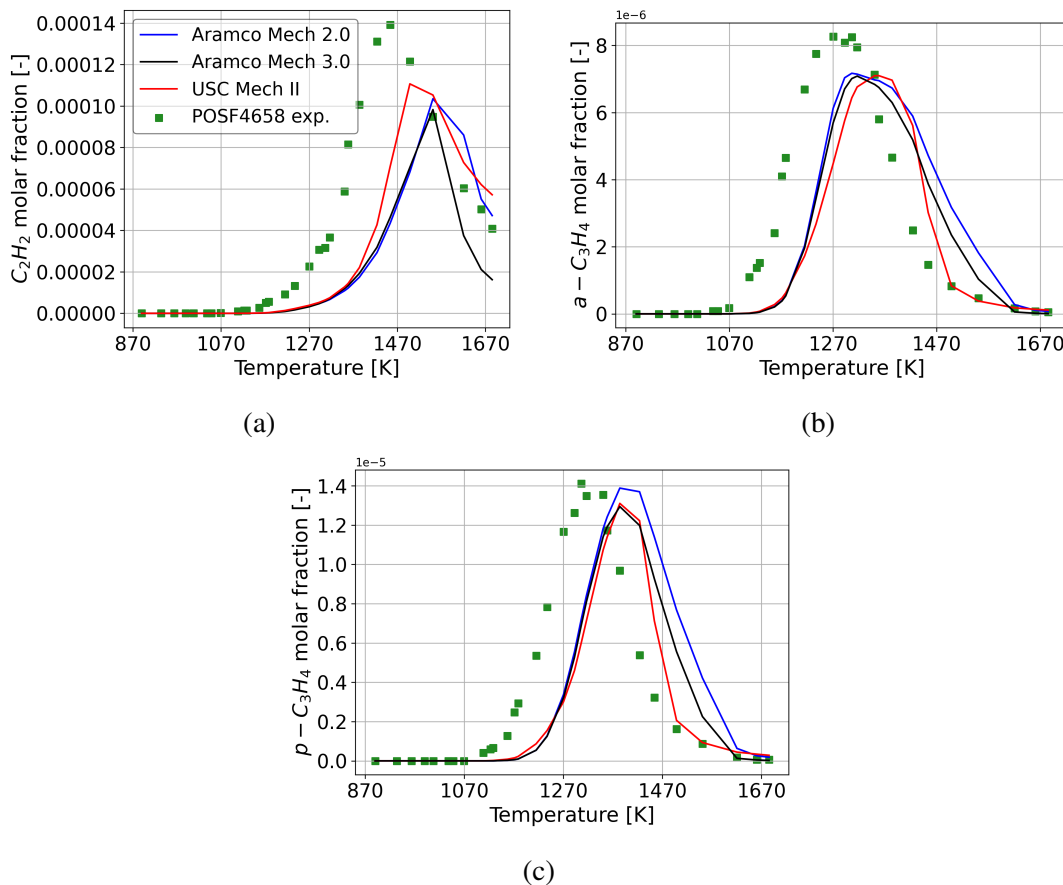 0.00014
0.00012
0.00010
0.00008
0.00006
0.00004
0.00002
0.00000
C₂H₂ molar fraction [-]
Aramco Mech 2.0
Aramco Mech 3.0
USC Mech II
POSF4658 exp.
870 1070 1270 1470 1670
Temperature [K]
(a)
1e−6
8
6
4
2
0
a − C₃H₄ molar fraction [-]
870 1070 1270 1470 1670
Temperature [K]
(b)
1e−5
1.4
1.2
1.0
0.8
0.6
0.4
0.2
0.0
p − C₃H₄ molar fraction [-]
870 1070 1270 1470 1670
Temperature [K]
(c)